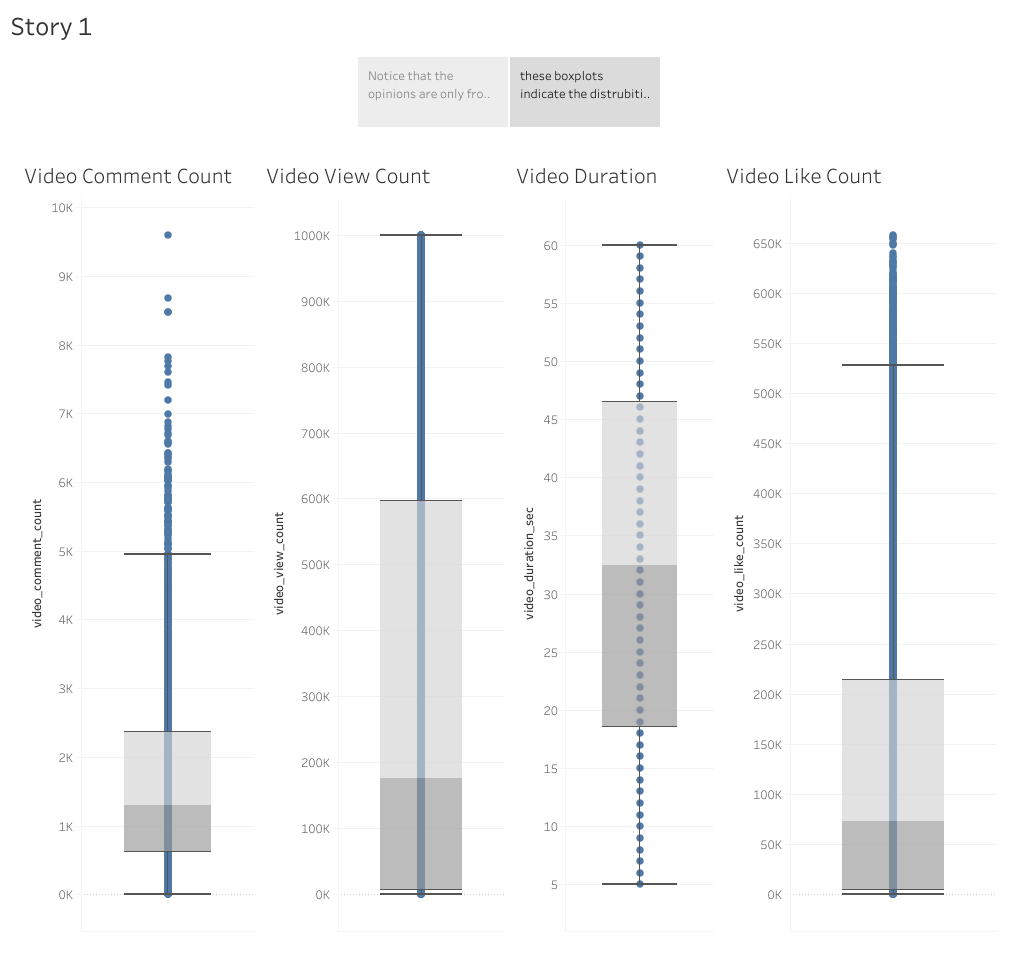 Story 1
Notice that the
opinions are only fro..
these boxplots
indicate the distrubiti..
Video Comment Count
10K
9K
8K
7K
6K
5K
4K
3K
2K
1K
0K
video_comment_count
Video View Count
1000K
900K
800K
700K
600K
500K
400K
300K
200K
100K
0K
video_view_count
Video Duration
60
55
50
45
40
35
30
25
20
15
10
5
video_duration_sec
Video Like Count
650K
600K
550K
500K
450K
400K
350K
300K
250K
200K
150K
100K
50K
0K
video_like_count